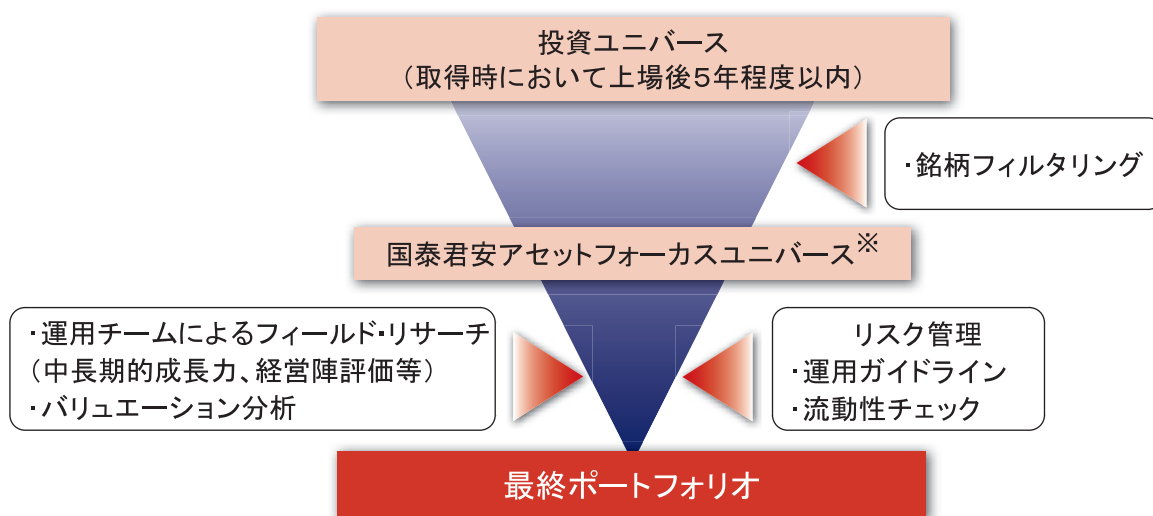 投資ユニバース
（取得時において上場後5年程度以内）
・銘柄フィルタリング
国泰君安アセットフォーカスユニバース※
・運用チームによるフィールド・リサーチ
（中長期的成長力、経営陣評価等）
・バリュエーション分析
リスク管理
・運用ガイドライン
・流動性チェック
最終ポートフォリオ